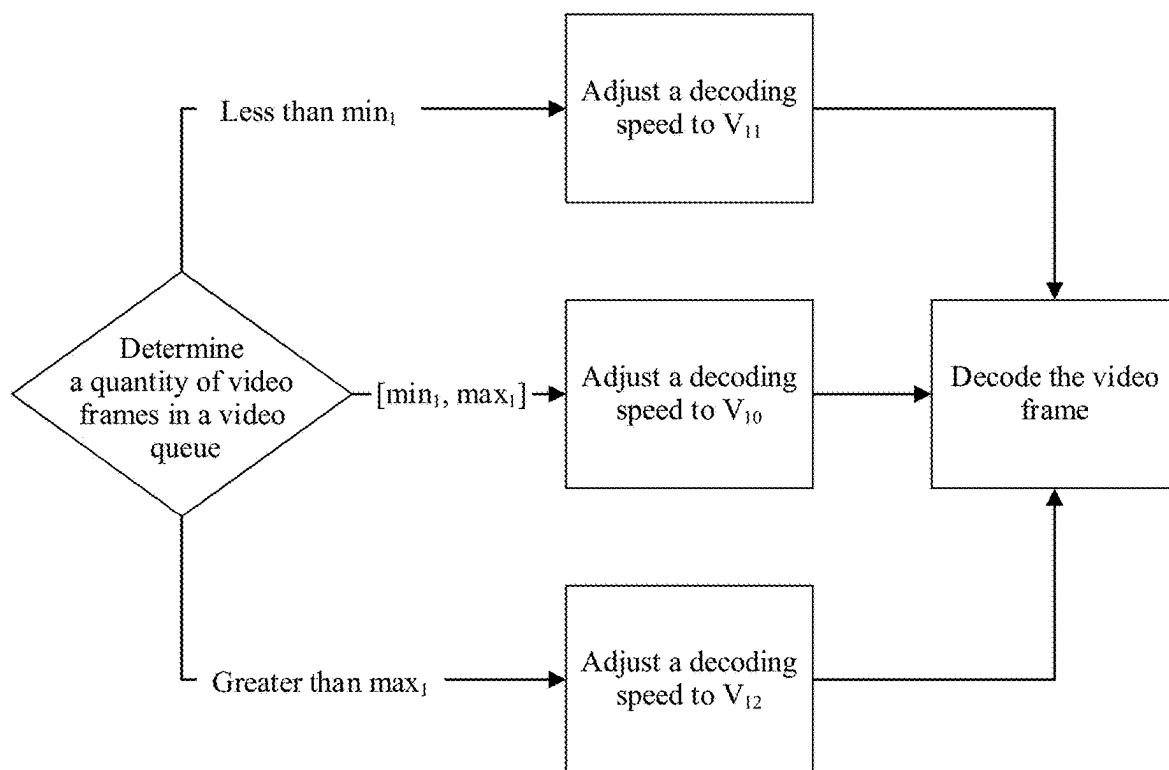 Less than min₁
Adjust a decoding
speed to V₁₁
Determine
a quantity of video
frames in a video
queue
[min₁, max₁]
Adjust a decoding
speed to V₁₀
Decode the video
frame
Greater than max₁
Adjust a decoding
speed to V₁₂